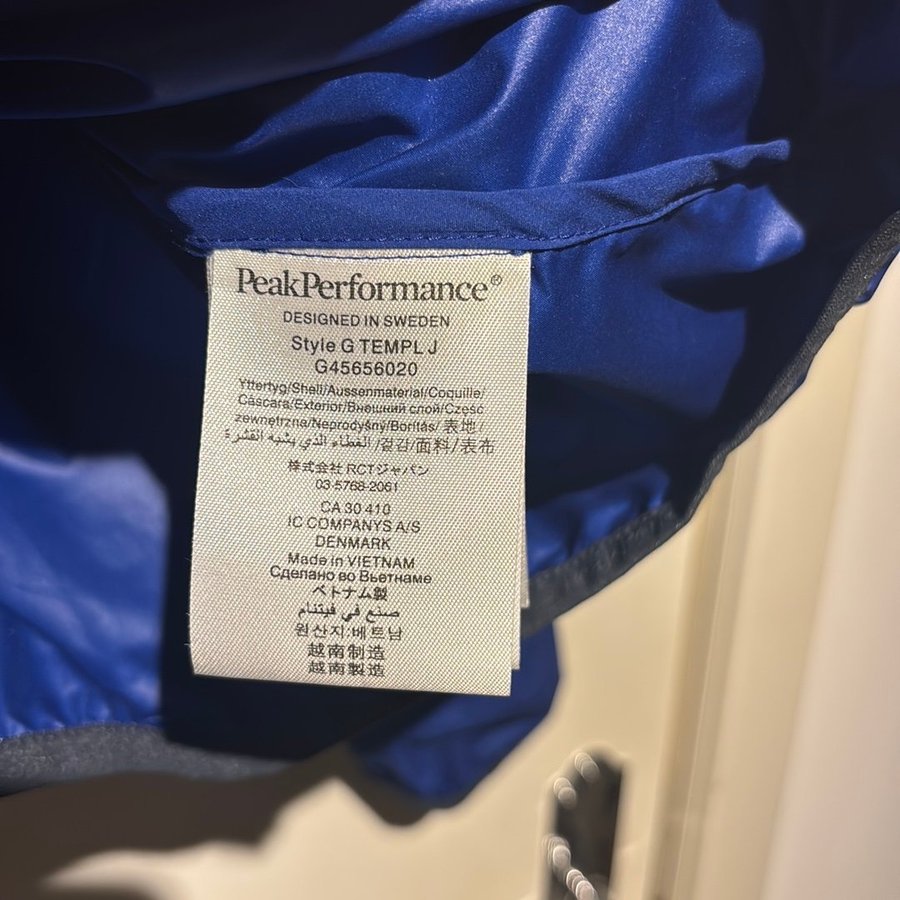 PeakPerformance®
DESIGNED IN SWEDEN
Style G TEMPL J
G45656020
Yttertyg/Shell/Aussenmaterial/Coquille/
Cáscara/Exterior/Внешний слой/Częśc
zewnetrzna/Neprodyšný/Borítás/表地/
الغطاء الذي يشبه القشرة/겉감/面料/表布
株式会社 RCTジャパン
03-5768-2061
CA 30 410
IC COMPANYS A/S
DENMARK
Made in VIETNAM
Сделано во Вьетнаме
ベトナム製
صنع في فيتنام
원산지:베트남
越南制造
越南製造